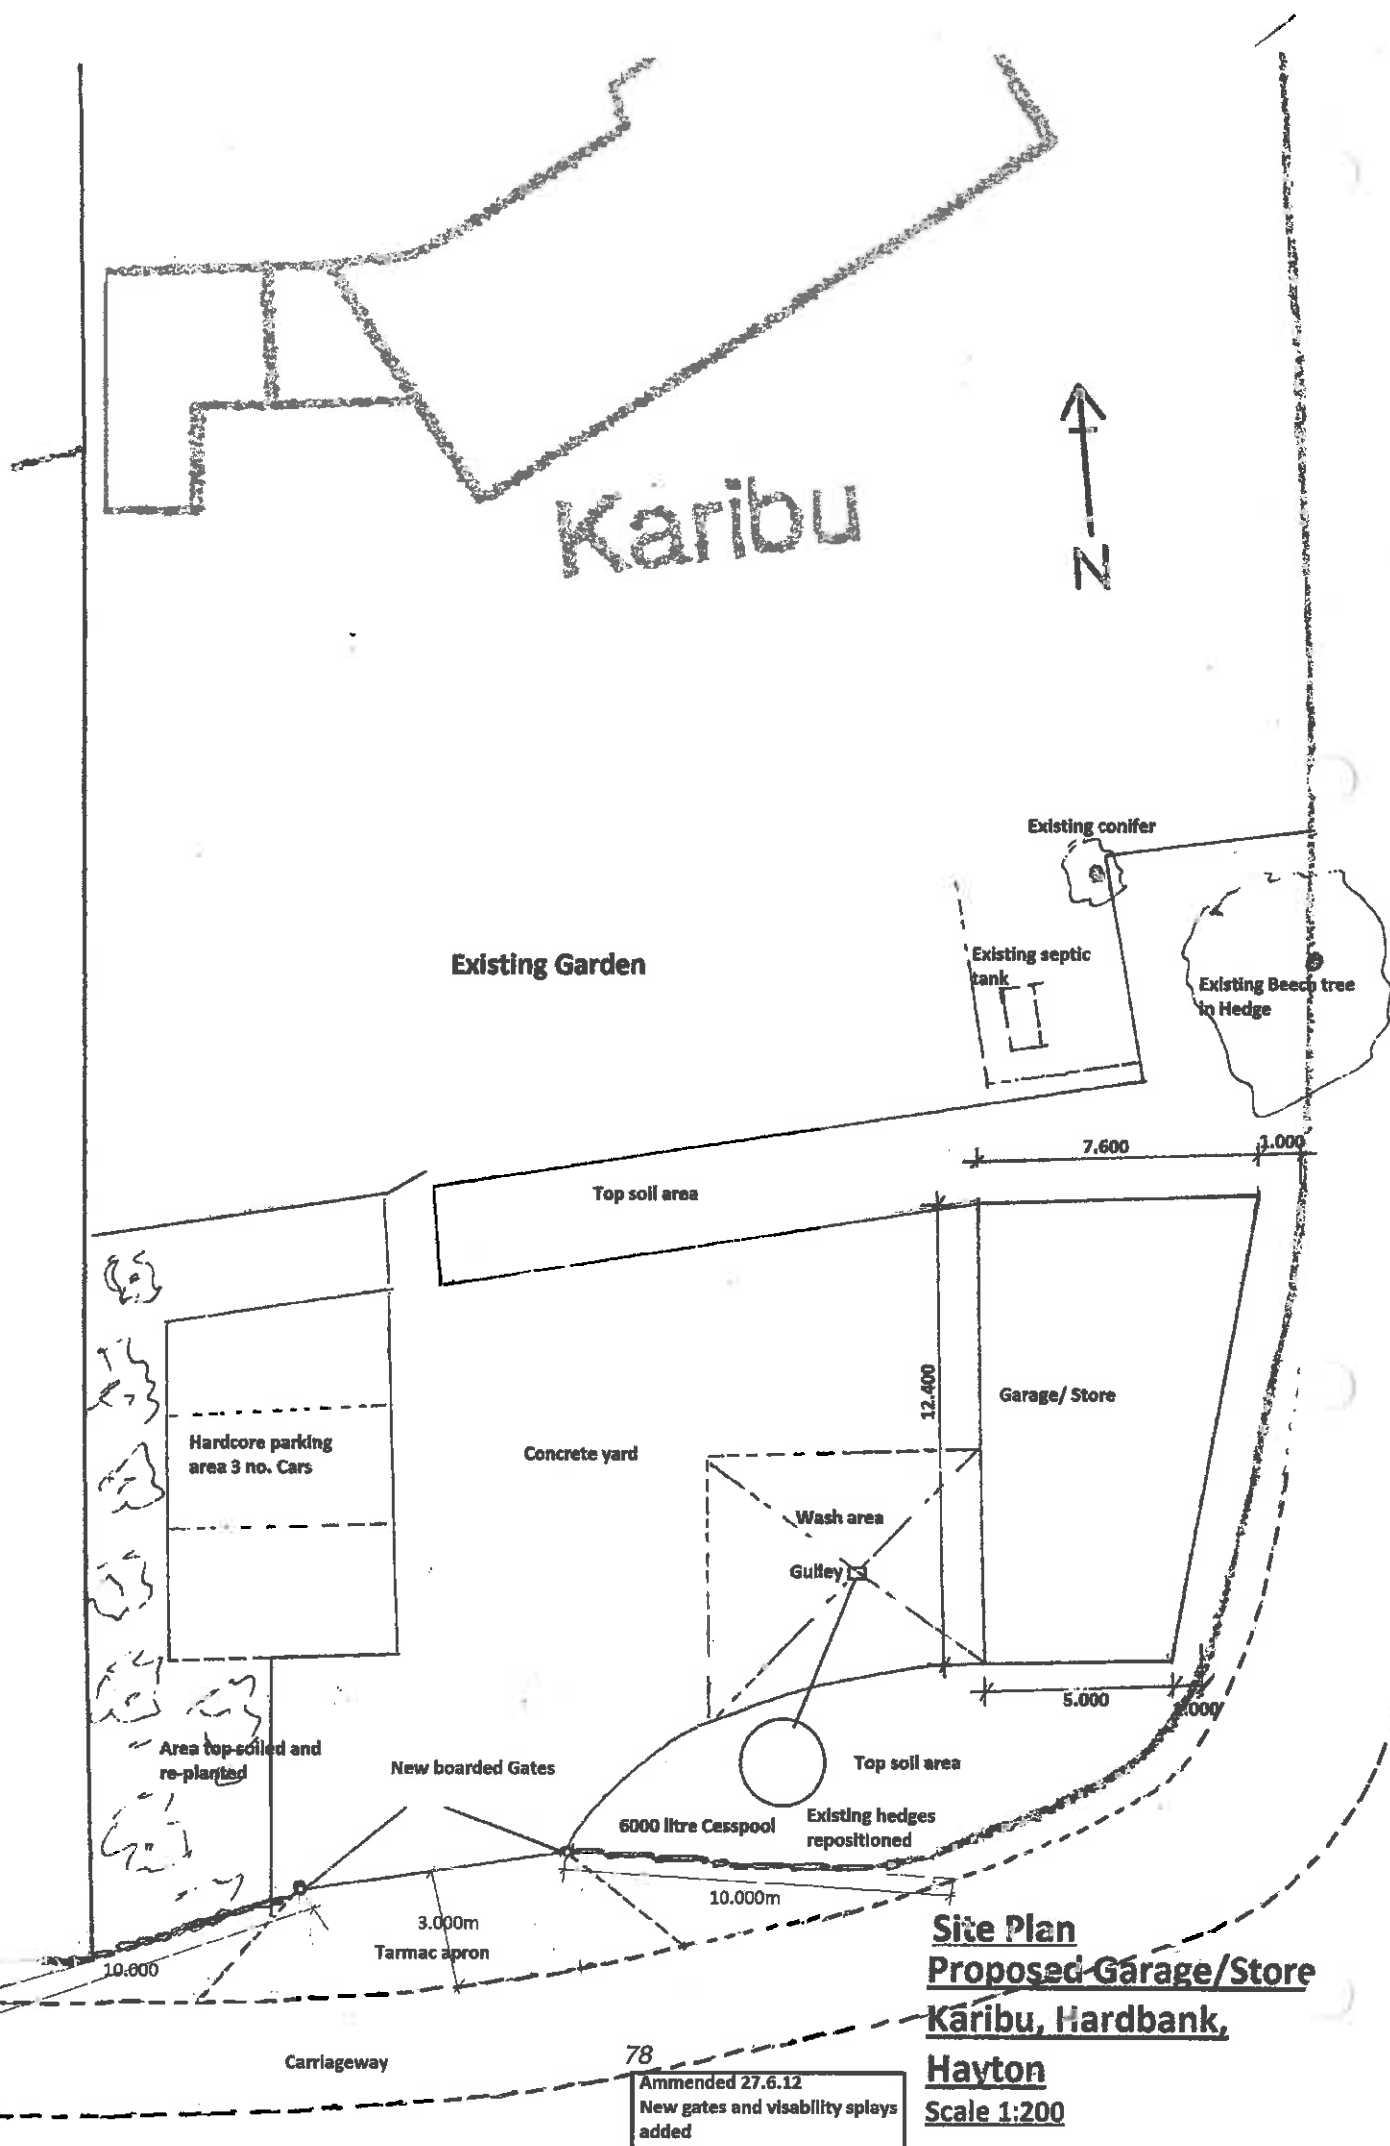 Karibu
N
Existing conifer
Existing Garden
Existing septic
tank
Existing Beech tree
in Hedge
7.600
1.000
Top soil area
12.400
Garage/ Store
Hardcore parking
area 3 no. Cars
Concrete yard
Wash area
Gulley
5.000
1.000
Area top-soiled and
re-planted
New boarded Gates
Top soil area
6000 litre Cesspool
Existing hedges
repositioned
10.000m
3.000m
Tarmac apron
10.000
Site Plan
Proposed Garage/Store
Karibu, Hardbank,
Hayton
Scale 1:200
Carriageway
78
Ammended 27.6.12
New gates and visability splays
added